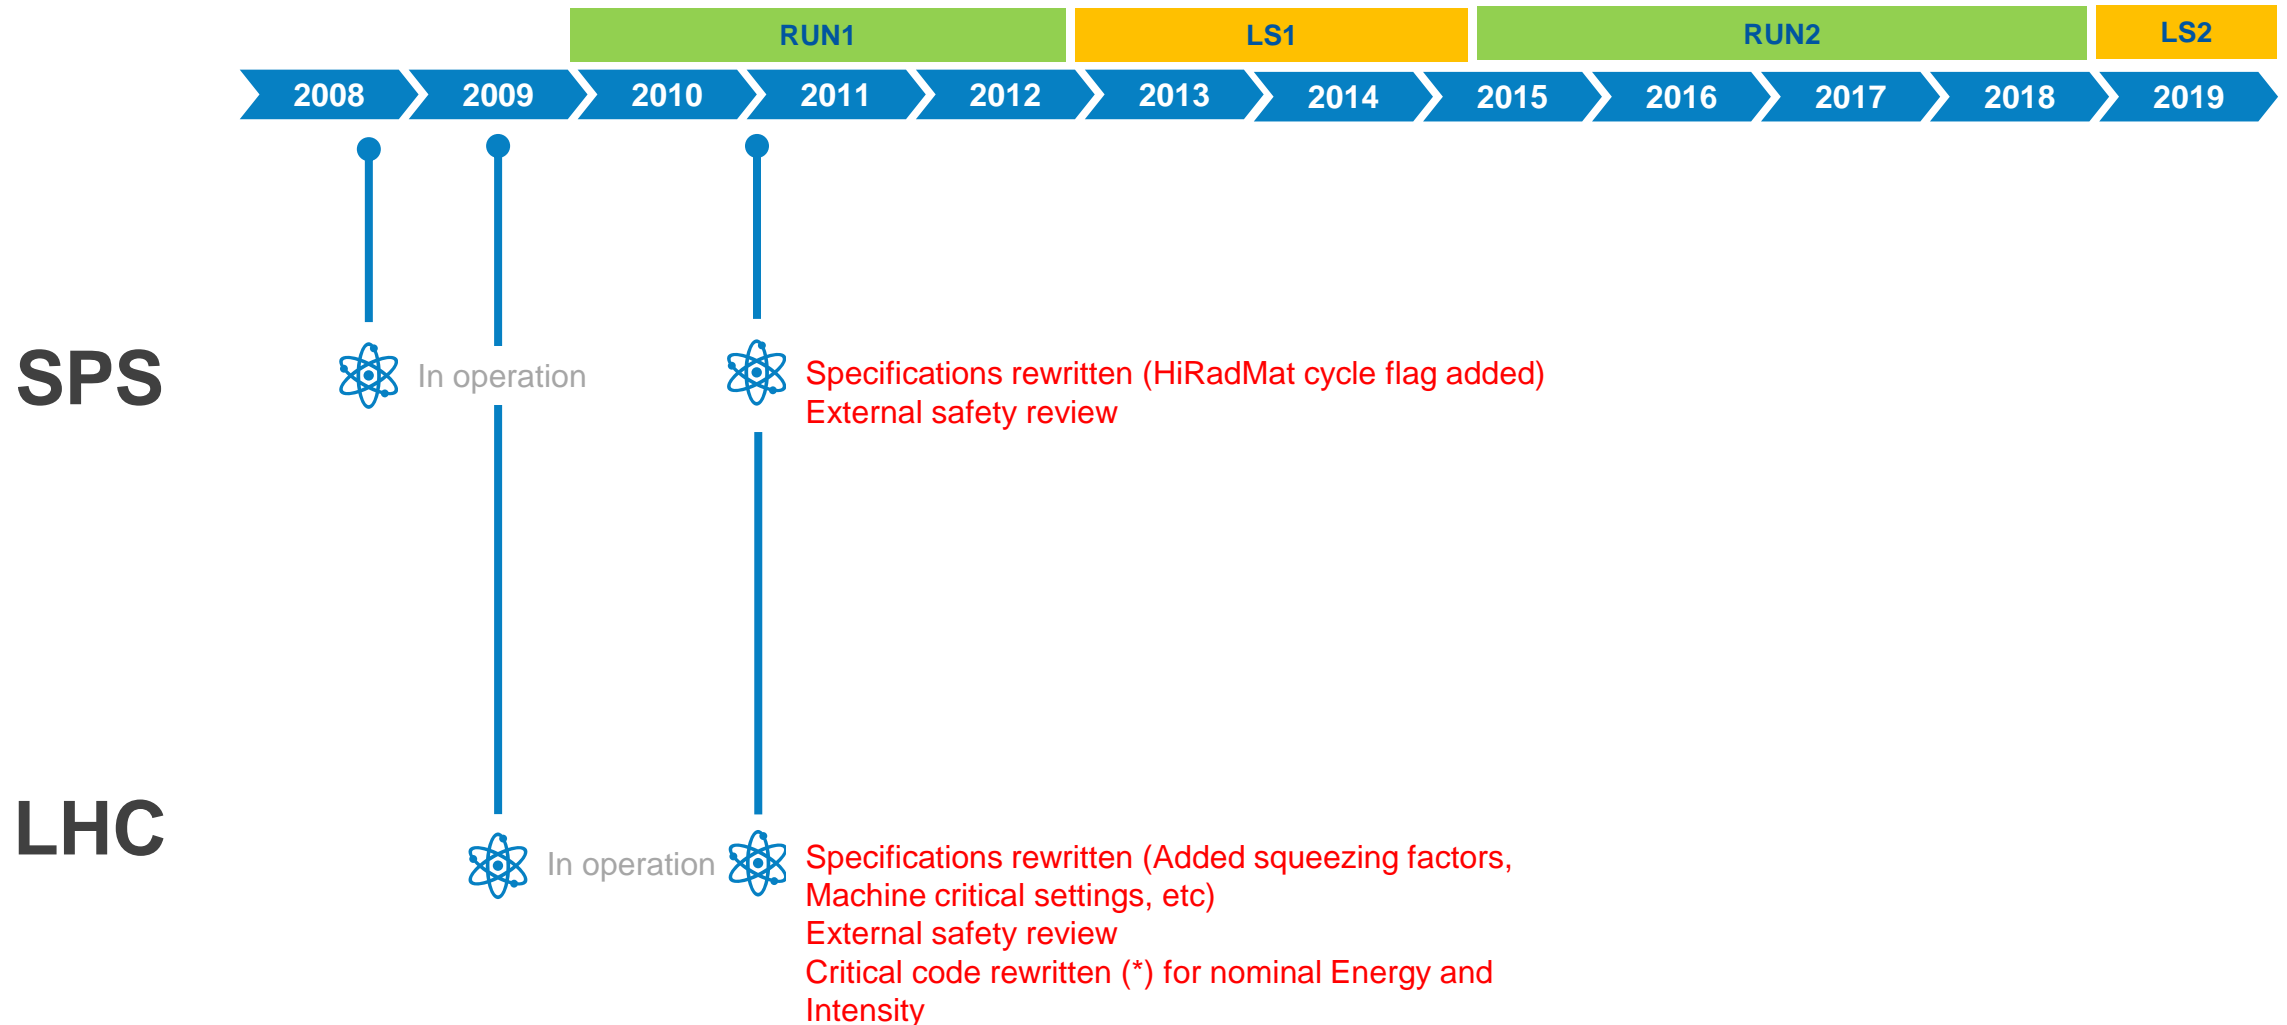 RUN1 LS1 RUN2 LS2
2008 2009 2010 2011 2012 2013 2014 2015 2016 2017 2018 2019
SPS
In operation
Specifications rewritten (HiRadMat cycle flag added)
External safety review
LHC
In operation
Specifications rewritten (Added squeezing factors,
Machine critical settings, etc)
External safety review
Critical code rewritten (*) for nominal Energy and
Intensity